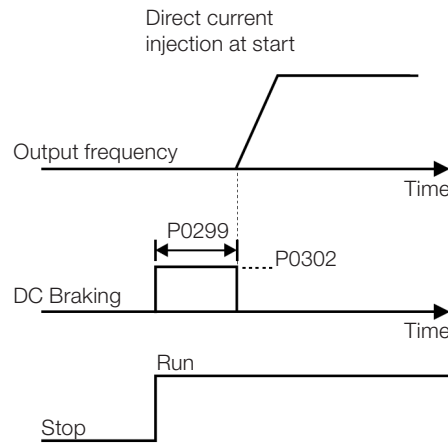 Direct current
injection at start
Output frequency
Time
P0299
P0302
DC Braking
Time
Run
Stop